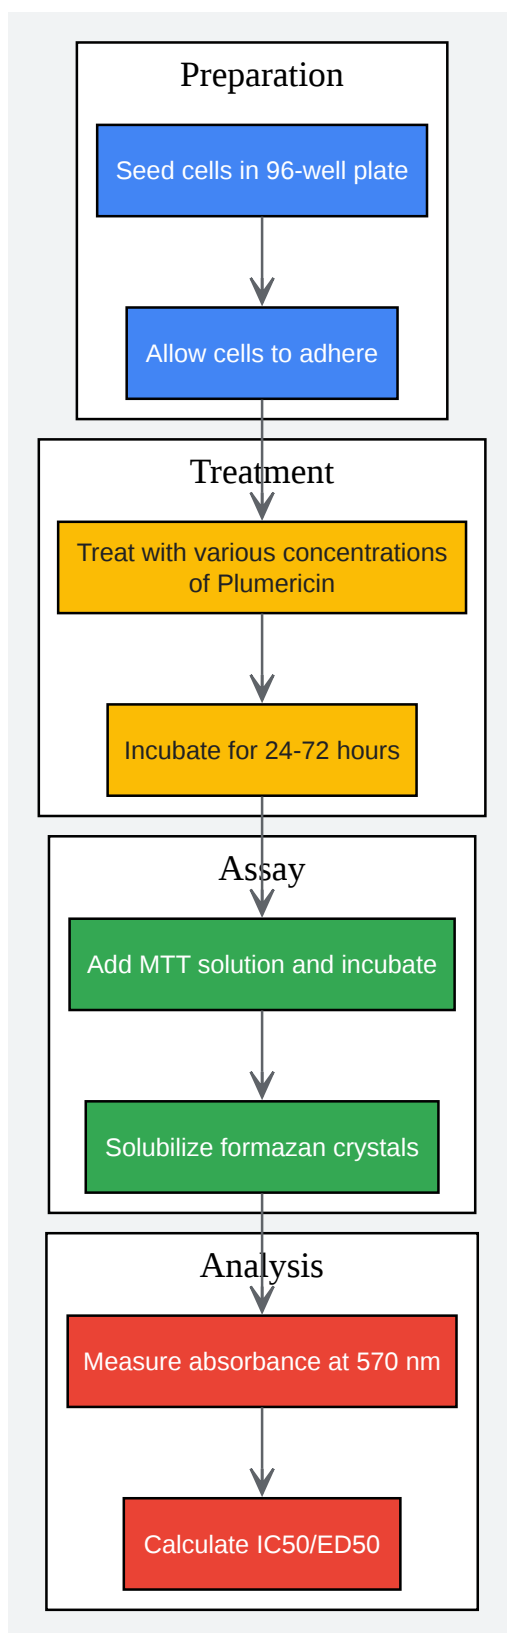 Preparation
Seed cells in 96-well plate
Allow cells to adhere
Treatment
Treat with various concentrations
of Plumericin
Incubate for 24-72 hours
Assay
Add MTT solution and incubate
Solubilize formazan crystals
Analysis
Measure absorbance at 570 nm
Calculate IC50/ED50